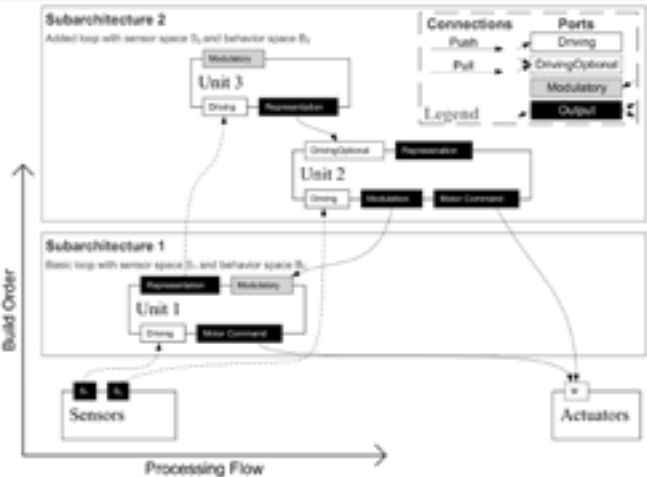 Subarchitecture 2
Added loop with sensor space S₂ and behavior space B₂
Connections
Ports
Push
Driving
Pull
DrivingOptional
Modulatory
Legend
Output
Modulatory
Unit 3
Driving
Representation
DrivingOptional
Representation
Unit 2
Driving
Modulation
Motor Command
Subarchitecture 1
Basic loop with sensor space S₁ and behavior space B₁
Representation
Modulatory
Unit 1
Driving
Motor Command
Sensors
Actuators
Build Order
Processing Flow